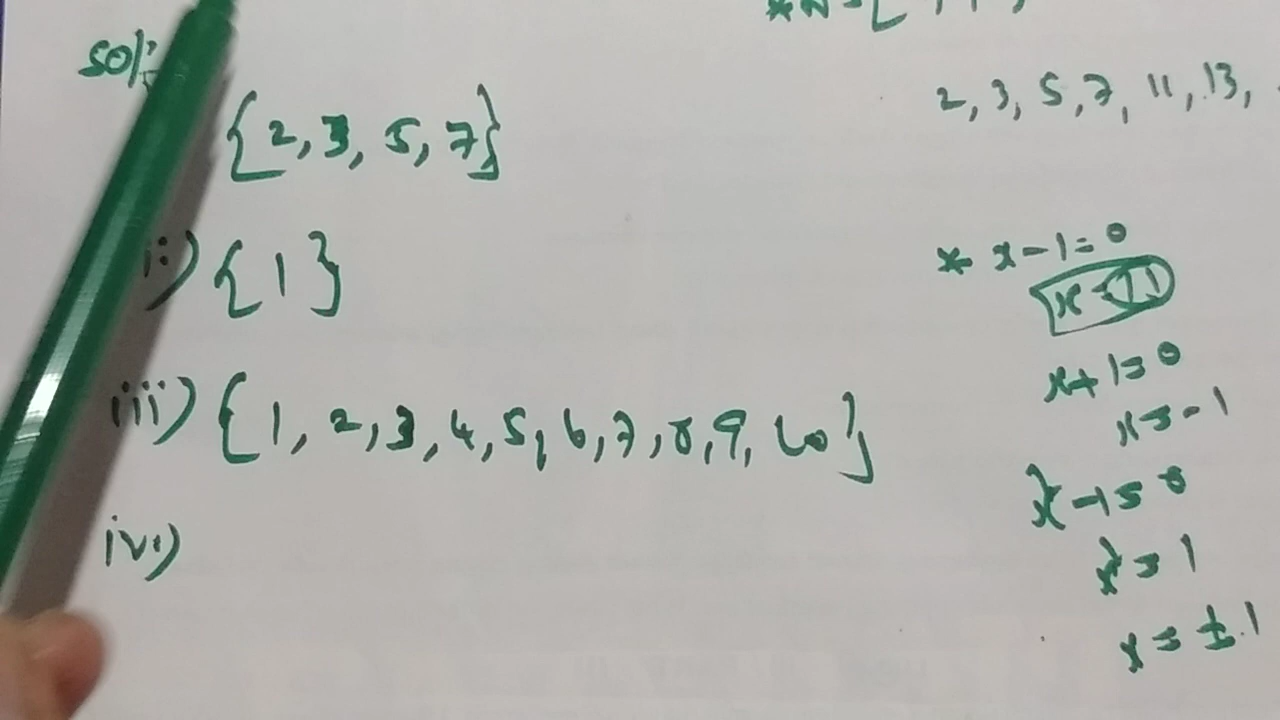 Sol:
{2, 3, 5, 7}
ii) {1}
iii) {1, 2, 3, 4, 5, 6, 7, 8, 9, 10}
iv)
2, 3, 5, 7, 11, 13,
* x-1=0
x=1
x+1=0
x=-1
x²-1=0
x²=1
x=±1